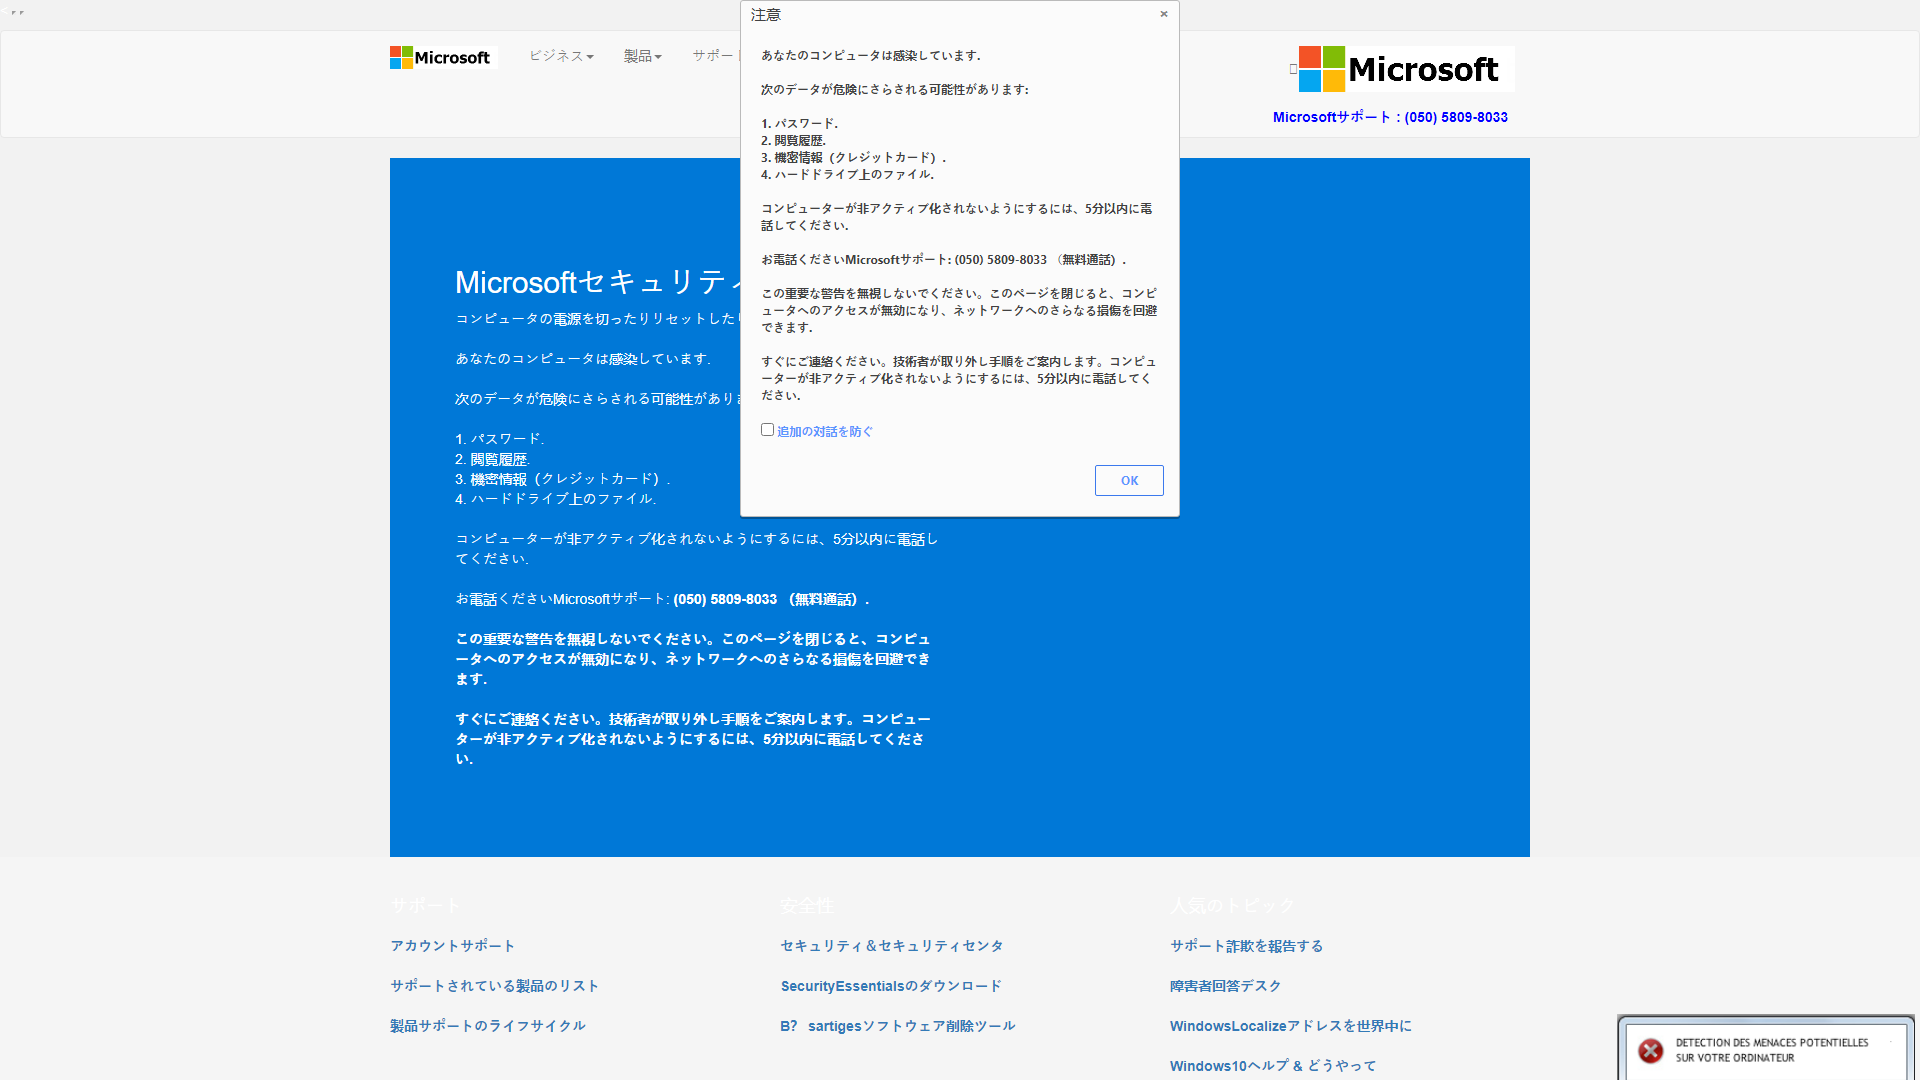 注意
×
Microsoft
ビジネス
製品
サポート
Microsoft
Microsoftサポート : (050) 5809-8033
あなたのコンピュータは感染しています.
次のデータが危険にさらされる可能性があります:
1. パスワード.
2. 閲覧履歴.
3. 機密情報（クレジットカード）.
4. ハードドライブ上のファイル.
コンピューターが非アクティブ化されないようにするには、5分以内に電
話してください.
お電話くださいMicrosoftサポート: (050) 5809-8033 （無料通話）.
この重要な警告を無視しないでください。このページを閉じると、コンピ
ュータへのアクセスが無効になり、ネットワークへのさらなる損傷を回避
できます.
すぐにご連絡ください。技術者が取り外し手順をご案内します。コンピュ
ーターが非アクティブ化されないようにするには、5分以内に電話してく
ださい.
追加の対話を防ぐ
OK
Microsoftセキュリティ
コンピュータの電源を切ったりリセットしたり
あなたのコンピュータは感染しています.
次のデータが危険にさらされる可能性がありま
1. パスワード.
2. 閲覧履歴.
3. 機密情報（クレジットカード）.
4. ハードドライブ上のファイル.
コンピューターが非アクティブ化されないようにするには、5分以内に電話し
てください.
お電話くださいMicrosoftサポート: (050) 5809-8033 （無料通話）.
この重要な警告を無視しないでください。このページを閉じると、コンピュ
ータへのアクセスが無効になり、ネットワークへのさらなる損傷を回避でき
ます.
すぐにご連絡ください。技術者が取り外し手順をご案内します。コンピュー
ターが非アクティブ化されないようにするには、5分以内に電話してくださ
い.
サポート
アカウントサポート
サポートされている製品のリスト
製品サポートのライフサイクル
安全性
セキュリティ＆セキュリティセンタ
SecurityEssentialsのダウンロード
B? sartigesソフトウェア削除ツール
人気のトピック
サポート詐欺を報告する
障害者回答デスク
WindowsLocalizeアドレスを世界中に
Windows10ヘルプ & どうやって
DETECTION DES MENACES POTENTIELLES
SUR VOTRE ORDINATEUR